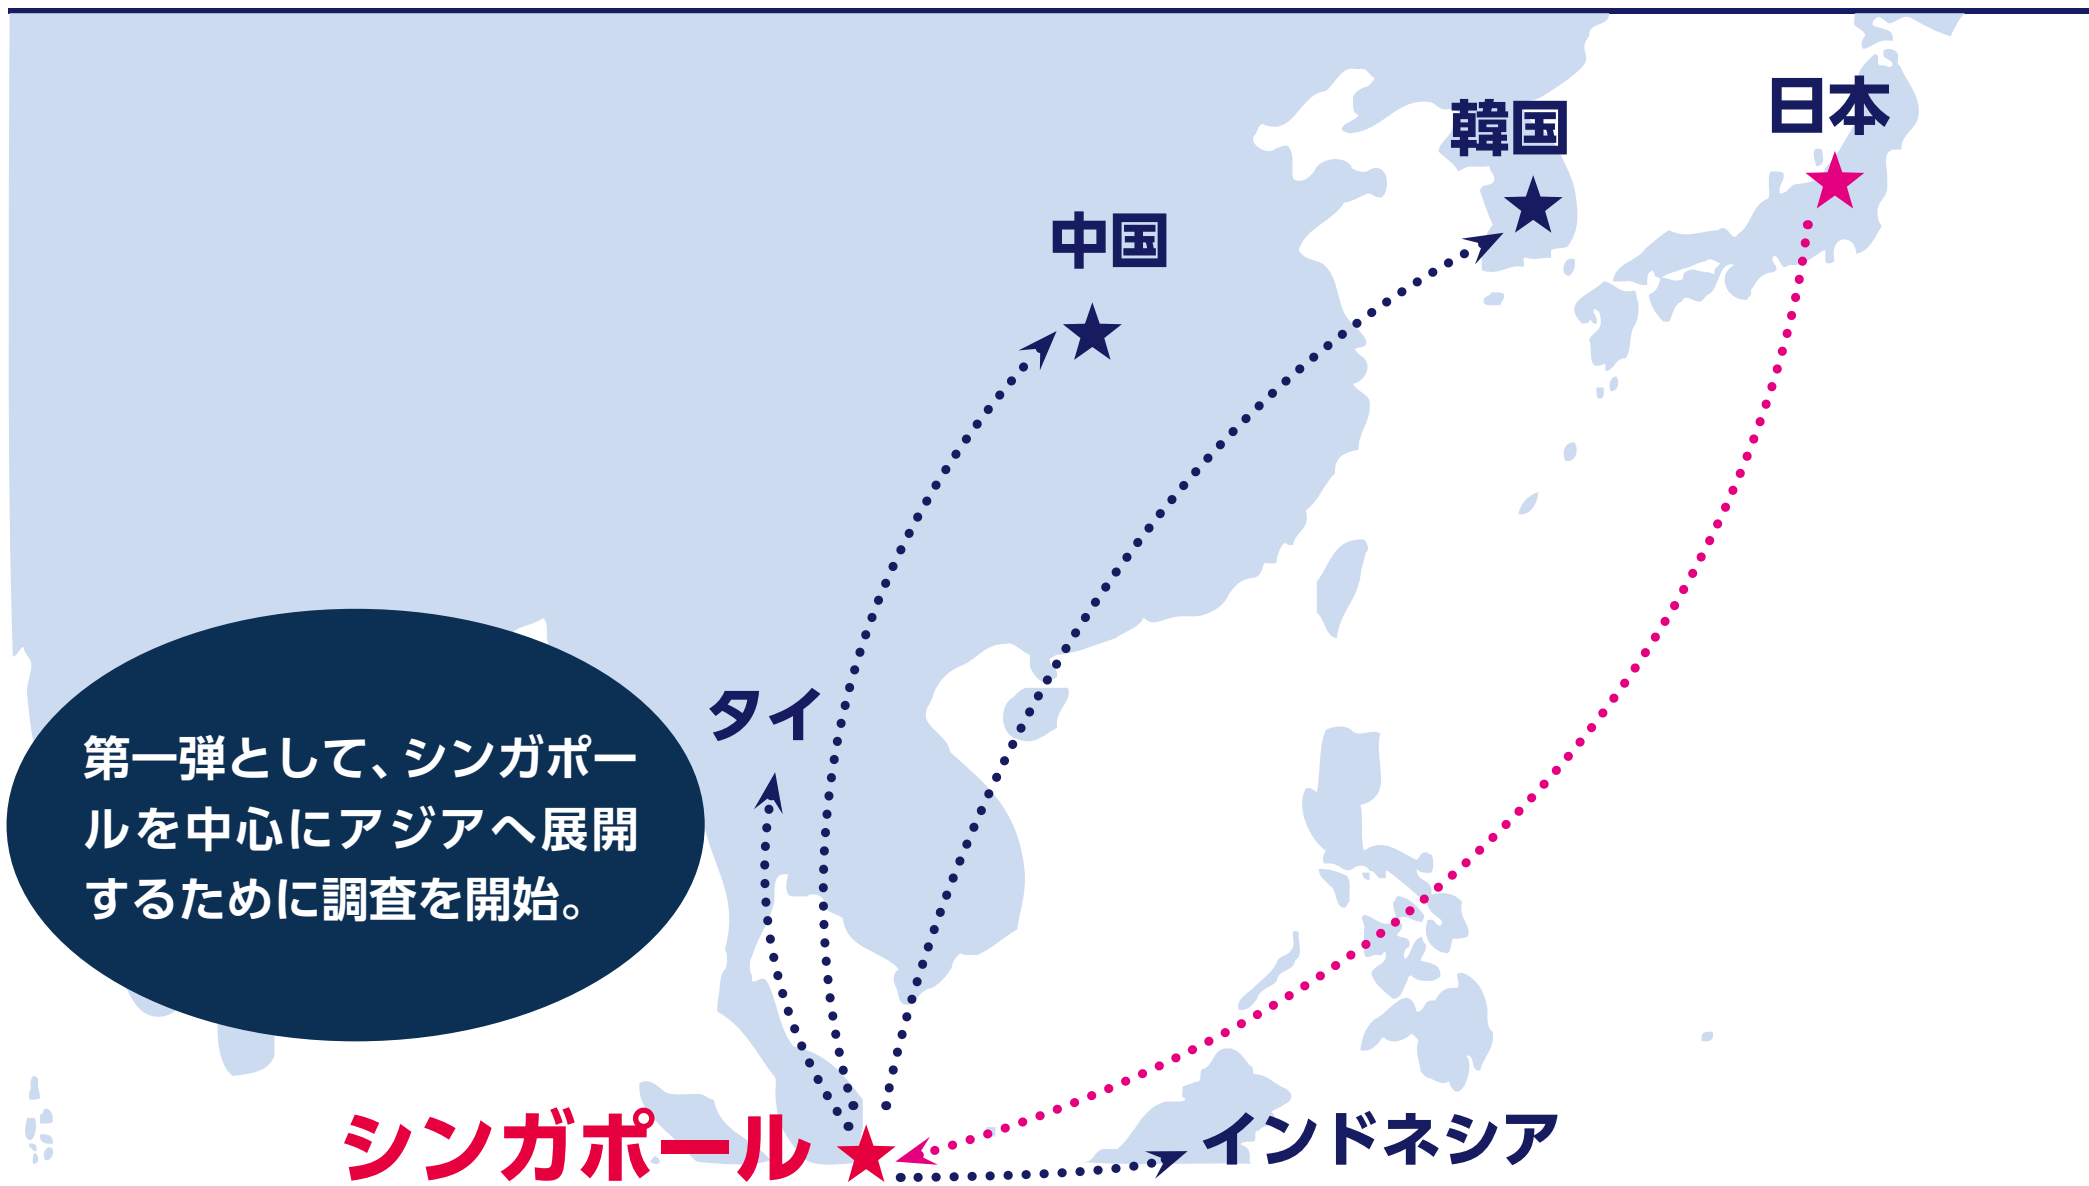 日本
韓国
中国
タイ
第一弾として、シンガポー
ルを中心にアジアへ展開
するために調査を開始。
シンガポール
インドネシア